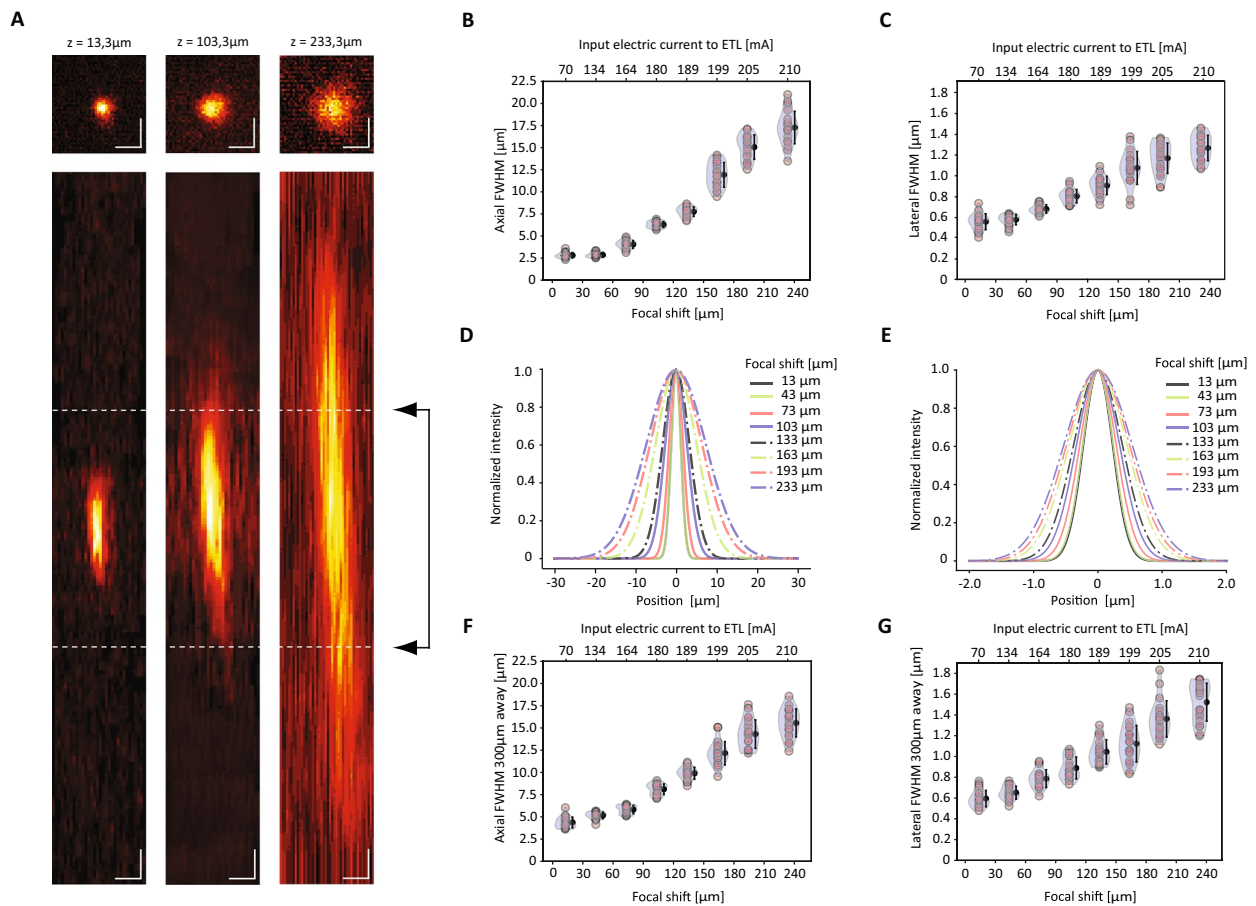 A
z = 13,3µm
z = 103,3µm
z = 233,3µm
B
Input electric current to ETL [mA]
70 134 164 180 189 199 205 210
Axial FWHM [µm]
22.5
20.0
17.5
15.0
12.5
10.0
7.5
5.0
2.5
0
0 30 60 90 120 150 180 210 240
Focal shift [µm]
C
Input electric current to ETL [mA]
70 134 164 180 189 199 205 210
Lateral FWHM [µm]
1.8
1.6
1.4
1.2
1.0
0.8
0.6
0.4
0.2
0
0 30 60 90 120 150 180 210 240
Focal shift [µm]
D
Normalized intensity
1.0
0.8
0.6
0.4
0.2
0
-30 -20 -10 0 10 20 30
Position [µm]
Focal shift [µm]
13 µm
43 µm
73 µm
103 µm
133 µm
163 µm
193 µm
233 µm
E
Normalized intensity
1.0
0.8
0.6
0.4
0.2
0
-2.0 -1.0 0 1.0 2.0
Position [µm]
Focal shift [µm]
13 µm
43 µm
73 µm
103 µm
133 µm
163 µm
193 µm
233 µm
F
Input electric current to ETL [mA]
70 134 164 180 189 199 205 210
Axial FWHM 300µm away [µm]
22.5
20.0
17.5
15.0
12.5
10.0
7.5
5.0
2.5
0
0 30 60 90 120 150 180 210 240
Focal shift [µm]
G
Input electric current to ETL [mA]
70 134 164 180 189 199 205 210
Lateral FWHM 300µm away [µm]
1.8
1.6
1.4
1.2
1.0
0.8
0.6
0.4
0.2
0
0 30 60 90 120 150 180 210 240
Focal shift [µm]